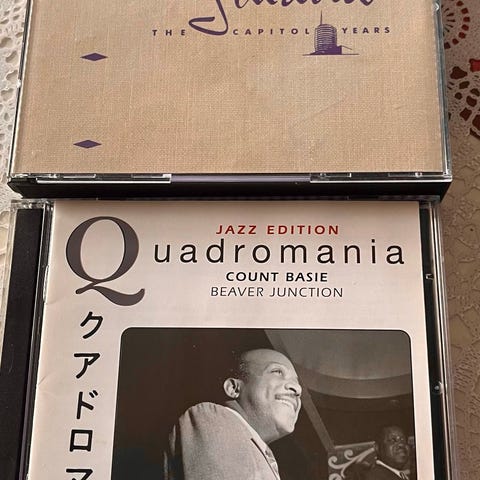 THE CAPITOL YEARS
JAZZ EDITION
Quadromania
COUNT BASIE
BEAVER JUNCTION
クアドロマ